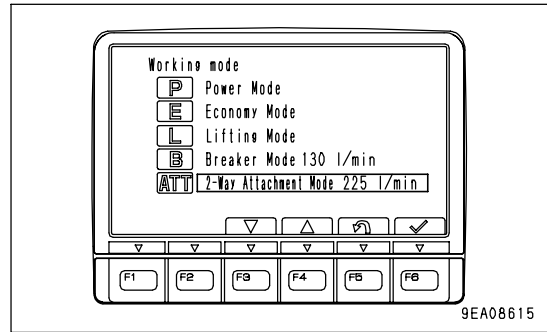 Working mode
P Power Mode
E Economy Mode
L Lifting Mode
B Breaker Mode 130 l/min
ATT 2-Way Attachment Mode 225 l/min
F1 F2 F3 F4 F5 F6
9EA08615